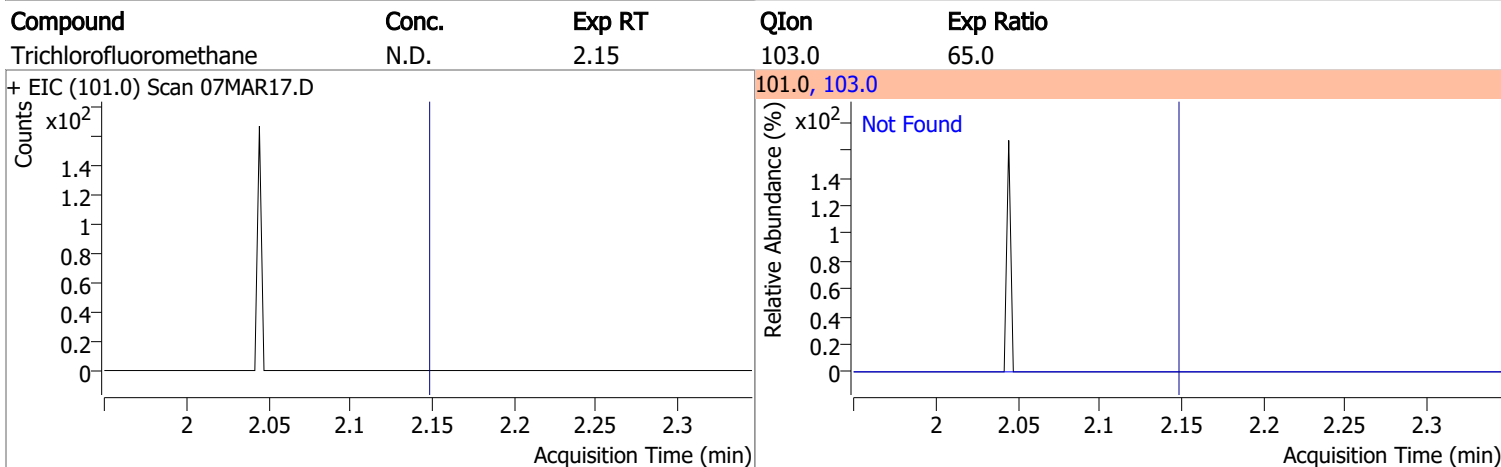 Compound Conc. Exp RT QIon Exp Ratio
Trichlorofluoromethane N.D. 2.15 103.0 65.0
+ EIC (101.0) Scan 07MAR17.D
Counts
x10²
1.4
1.2
1
0.8
0.6
0.4
0.2
0
2 2.05 2.1 2.15 2.2 2.25 2.3
Acquisition Time (min)
101.0, 103.0
Relative Abundance (%)
x10²
Not Found
1.4
1.2
1
0.8
0.6
0.4
0.2
0
2 2.05 2.1 2.15 2.2 2.25 2.3
Acquisition Time (min)